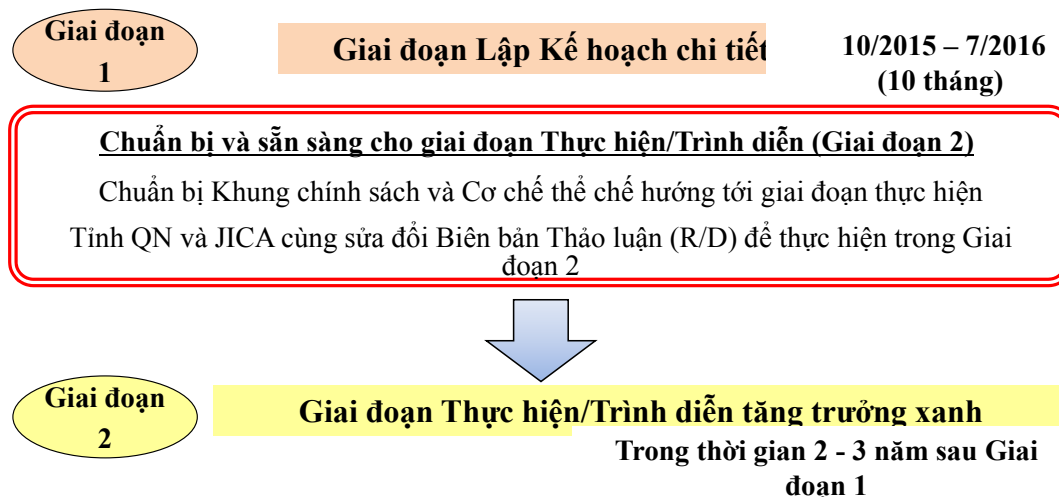 Giai đoạn
1
Giai đoạn Lập Kế hoạch chi tiết
10/2015 – 7/2016
(10 tháng)
Chuẩn bị và sẵn sàng cho giai đoạn Thực hiện/Trình diễn (Giai đoạn 2)
Chuẩn bị Khung chính sách và Cơ chế thể chế hướng tới giai đoạn thực hiện
Tỉnh QN và JICA cùng sửa đổi Biên bản Thảo luận (R/D) để thực hiện trong Giai
đoạn 2
Giai đoạn
2
Giai đoạn Thực hiện/Trình diễn tăng trưởng xanh
Trong thời gian 2 - 3 năm sau Giai
đoạn 1